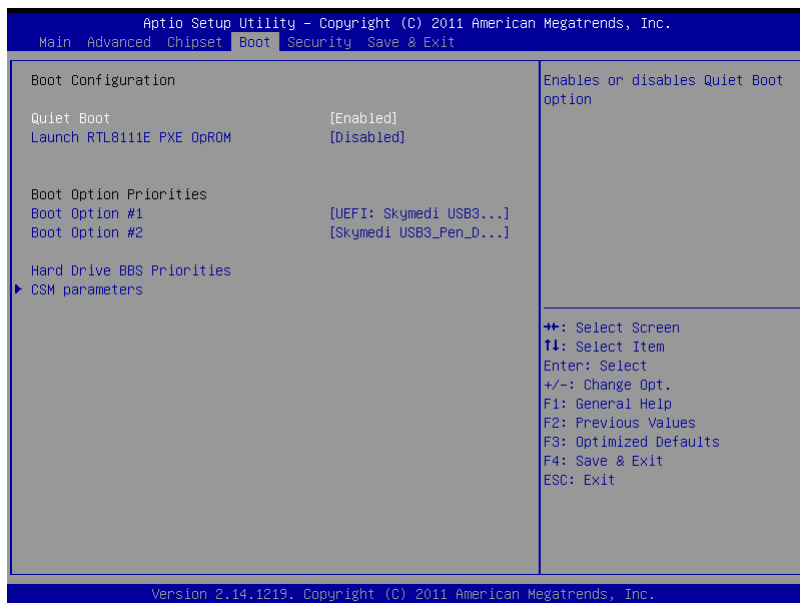 Aptio Setup Utility – Copyright (C) 2011 American Megatrends, Inc.
Main Advanced Chipset Boot Security Save & Exit
Boot Configuration
Quiet Boot [Enabled]
Launch RTL8111E PXE OpROM [Disabled]
Boot Option Priorities
Boot Option #1 [UEFI: Skymedi USB3...]
Boot Option #2 [Skymedi USB3_Pen_D...]
Hard Drive BBS Priorities
CSM parameters
Enables or disables Quiet Boot
option
→←: Select Screen
↑↓: Select Item
Enter: Select
+/-: Change Opt.
F1: General Help
F2: Previous Values
F3: Optimized Defaults
F4: Save & Exit
ESC: Exit
Version 2.14.1219. Copyright (C) 2011 American Megatrends, Inc.